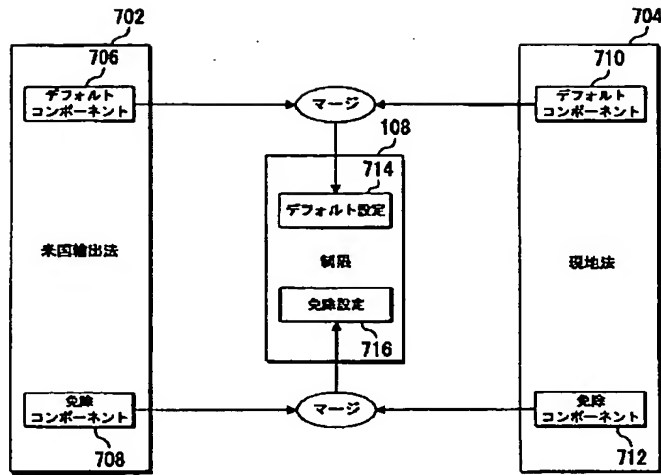 702
704
706
デフォルト
コンポーネント
マージ
710
デフォルト
コンポーネント
108
714
デフォルト設定
米国輸出法
制限
現地法
免除設定
716
免除
コンポーネント
708
マージ
免除
コンポーネント
712